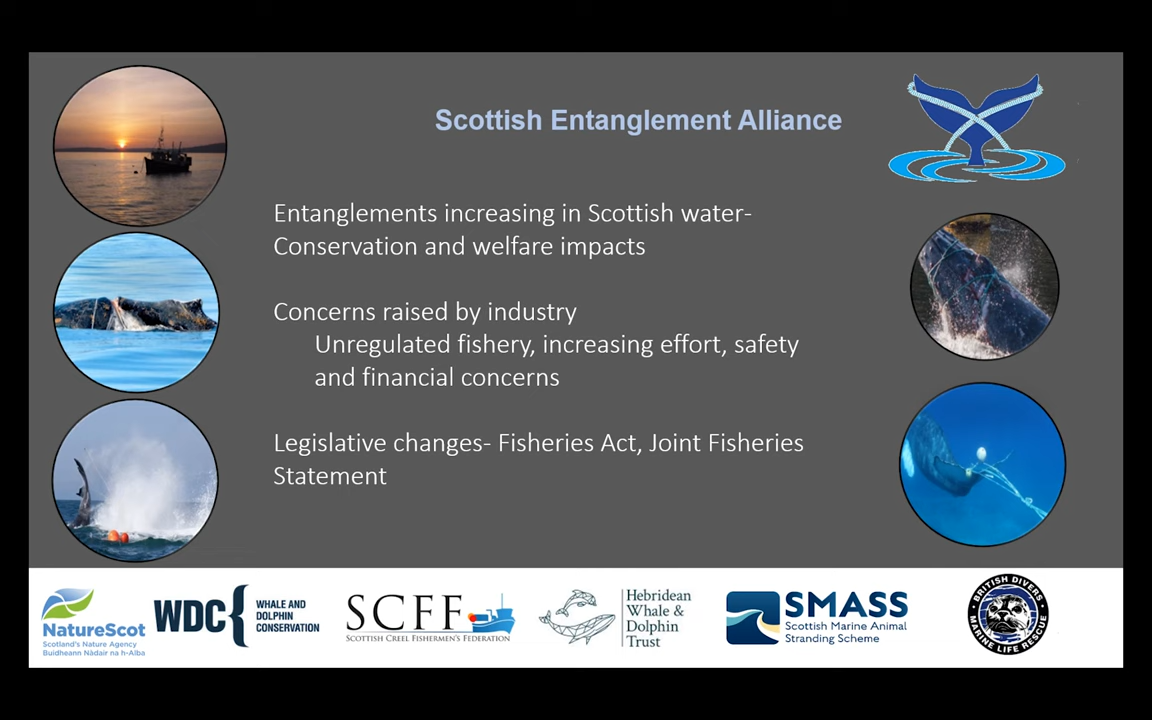 Scottish Entanglement Alliance
Entanglements increasing in Scottish water-
Conservation and welfare impacts
Concerns raised by industry
Unregulated fishery, increasing effort, safety
and financial concerns
Legislative changes- Fisheries Act, Joint Fisheries
Statement
NatureScot
Scotland's Nature Agency
Buidheann Nàdair na h-Alba
WDC
WHALE AND
DOLPHIN
CONSERVATION
SCFF
SCOTTISH CREEL FISHERMEN'S FEDERATION
Hebridean
Whale &
Dolphin
Trust
SMASS
Scottish Marine Animal
Stranding Scheme
BRITISH DIVERS
MARINE LIFE RESCUE